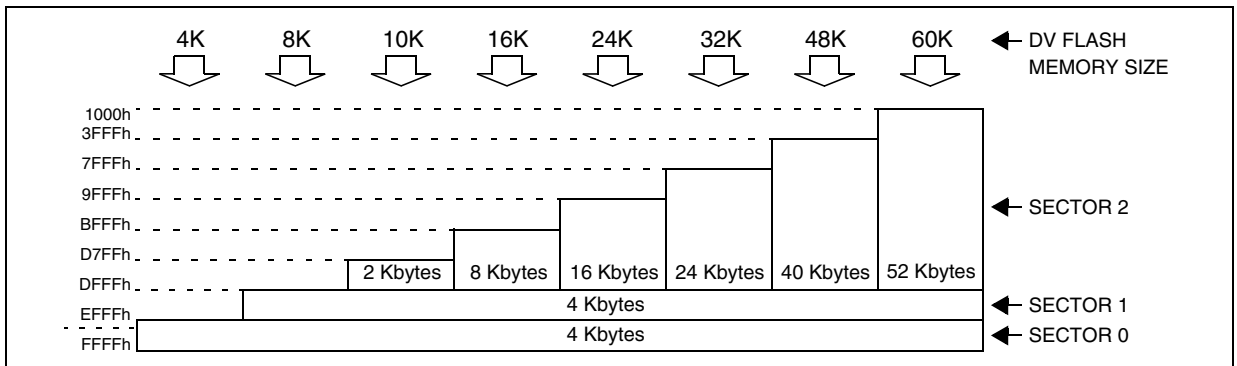 4K 8K 10K 16K 24K 32K 48K 60K DV FLASH
MEMORY SIZE
1000h
3FFFh
7FFFh
9FFFh
SECTOR 2
BFFFh
D7FFh
2 Kbytes 8 Kbytes 16 Kbytes 24 Kbytes 40 Kbytes 52 Kbytes
DFFFh
4 Kbytes SECTOR 1
EFFFh
4 Kbytes SECTOR 0
FFFFh